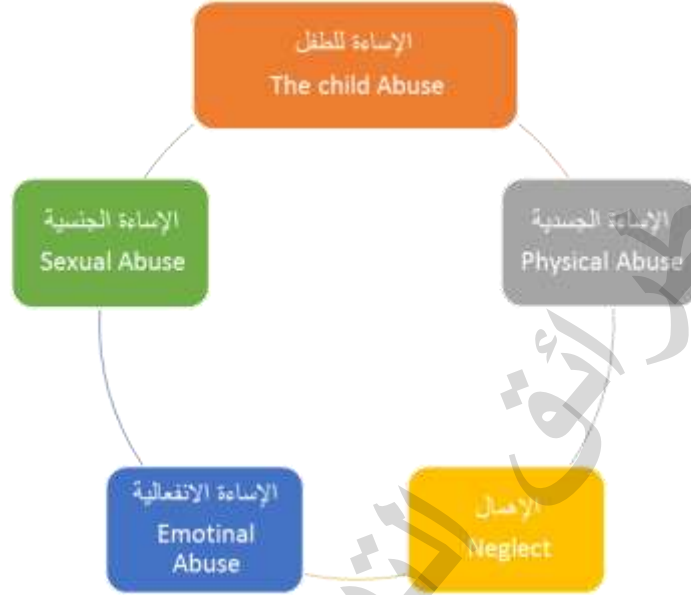 الإساءة للطفل
The child Abuse
الإساءة الجنسية
Sexual Abuse
الإساءة الجسدية
Physical Abuse
الإساءة الانفعالية
Emotinal
Abuse
الإهمال
Neglect
طرائق